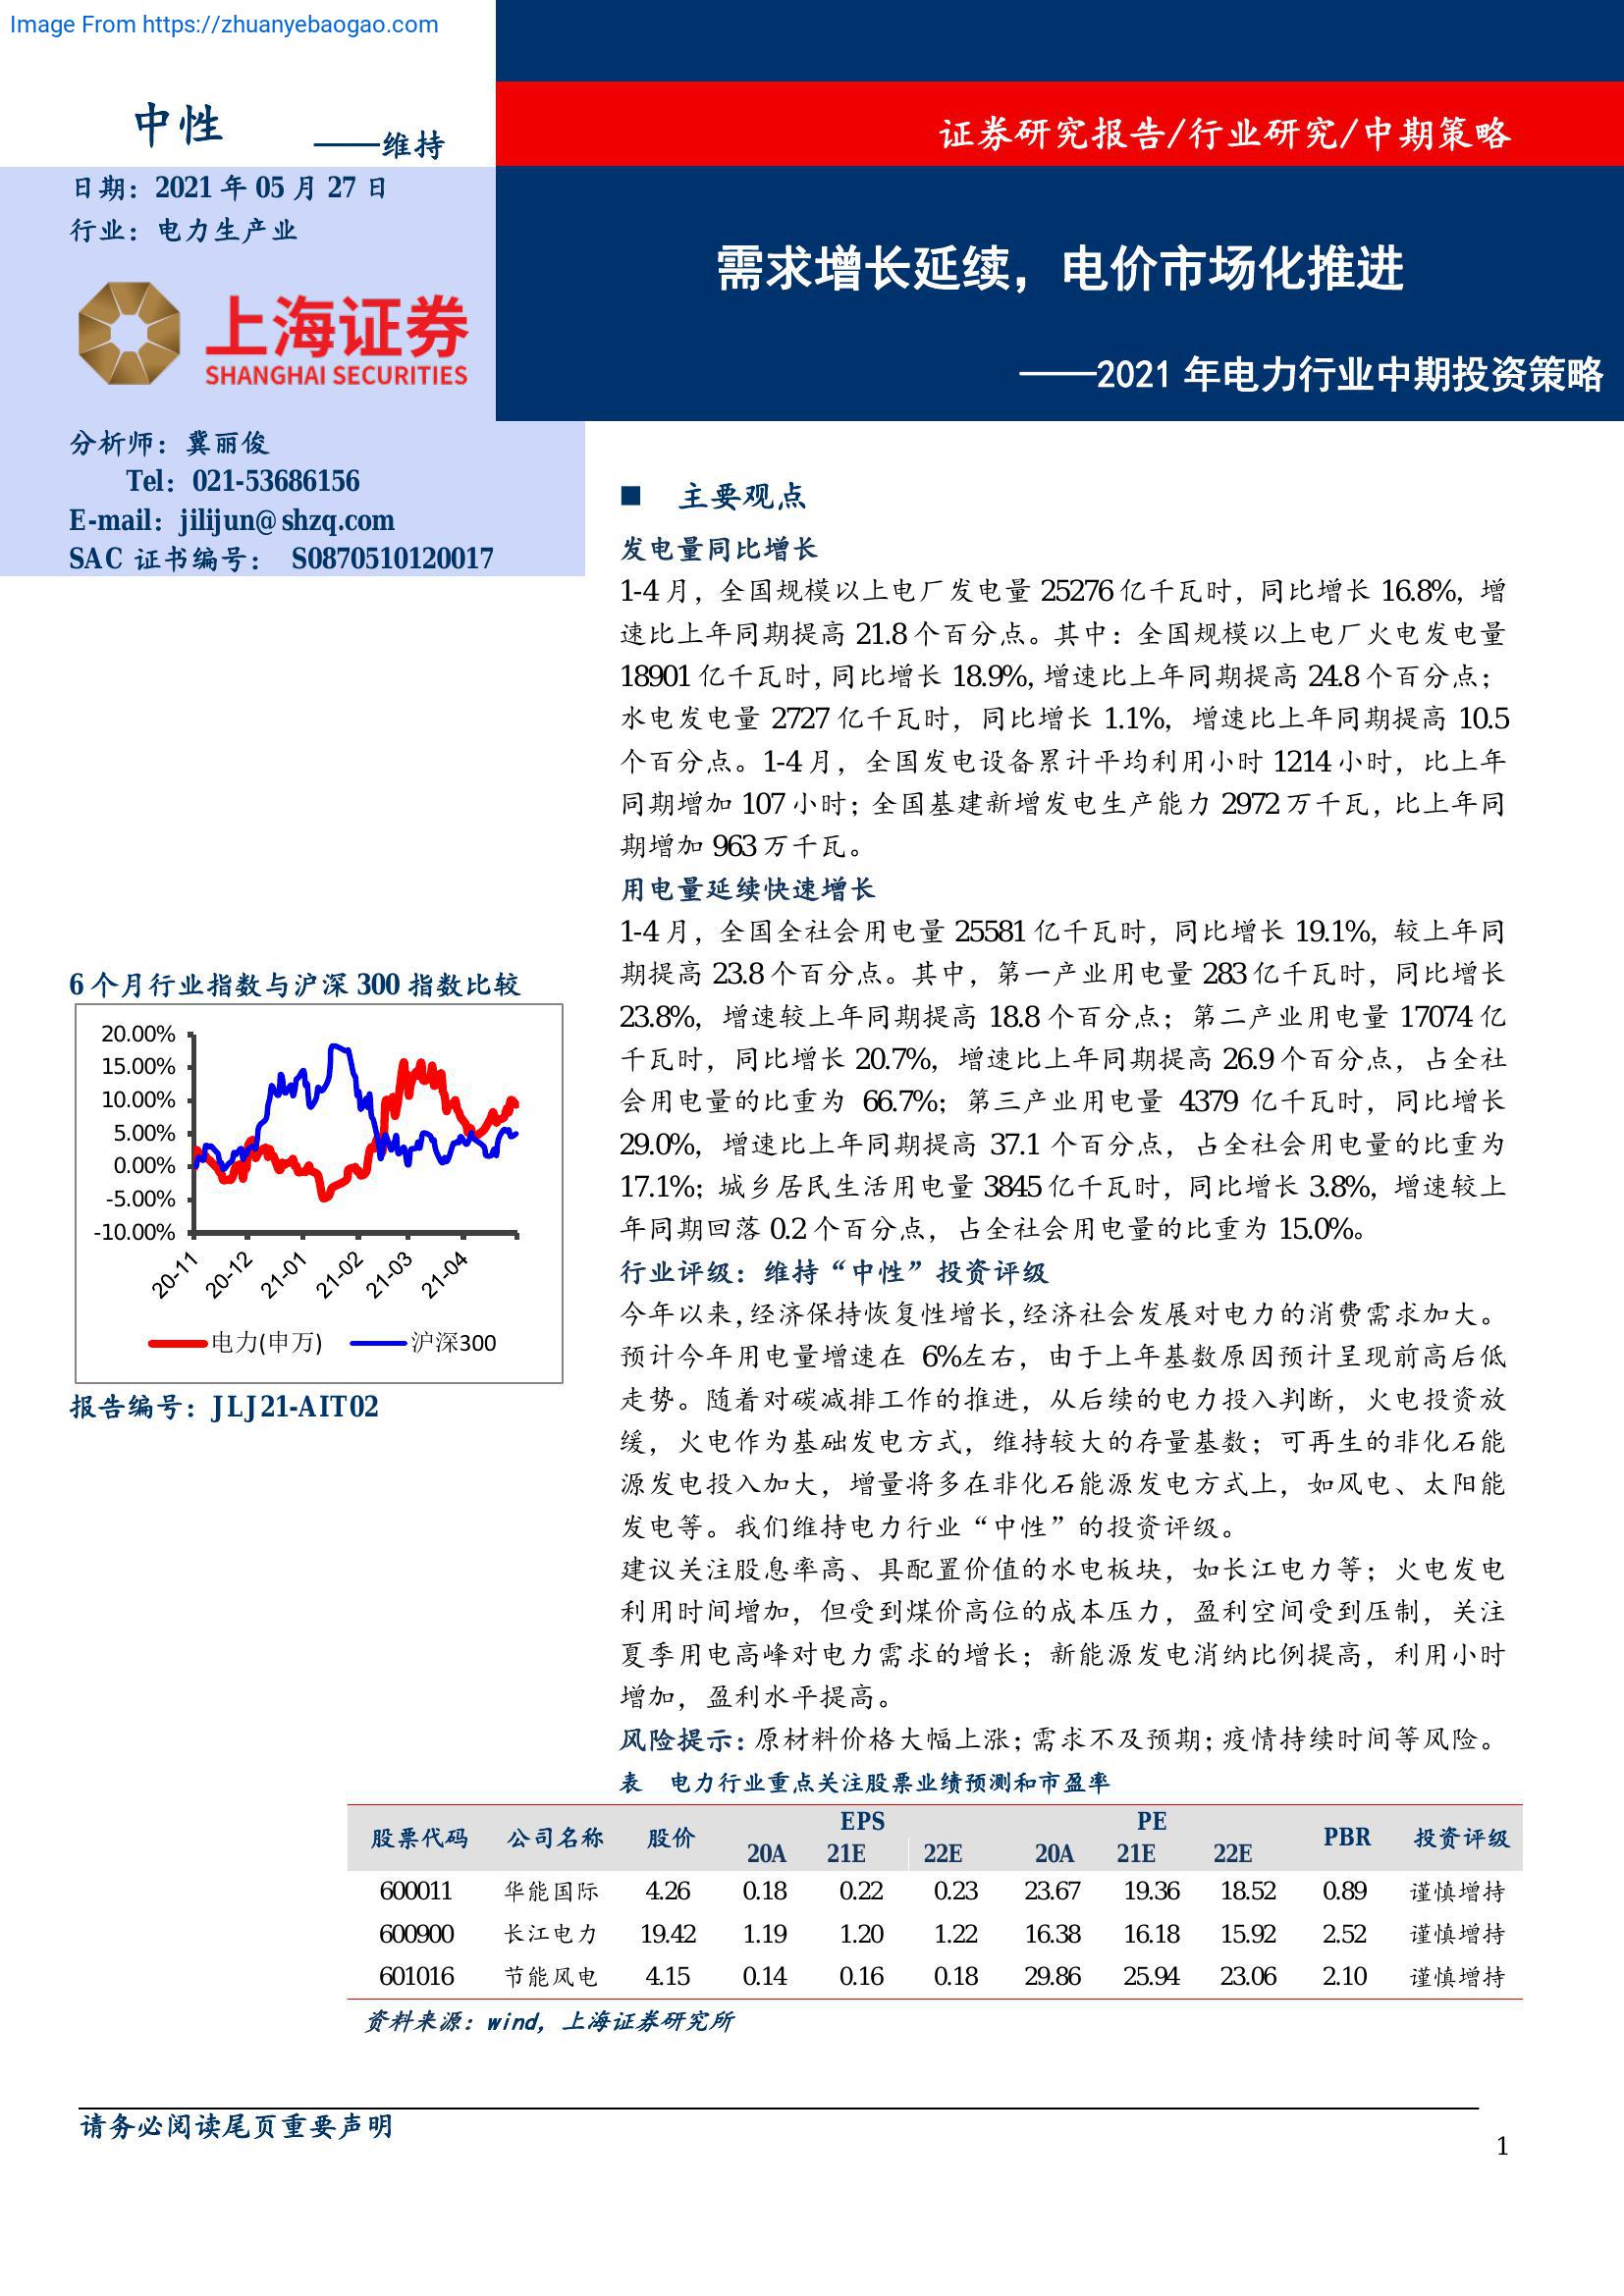 Image From https://zhuanyebaogao.com
中性
——维持
证券研究报告/行业研究/中期策略
日期：2021 年 05 月 27 日
行业：电力生产业
需求增长延续，电价市场化推进
——2021 年电力行业中期投资策略
上海证券
SHANGHAI SECURITIES
分析师：冀丽俊
Tel：021-53686156
E-mail：jilijun@shzq.com
SAC 证书编号： S0870510120017
6 个月行业指数与沪深 300 指数比较
20.00%
15.00%
10.00%
5.00%
0.00%
-5.00%
-10.00%
20-11 20-12 21-01 21-02 21-03 21-04
电力(申万) 沪深300
报告编号：JLJ21-AIT02
■ 主要观点
发电量同比增长
1-4 月，全国规模以上电厂发电量 25276 亿千瓦时，同比增长 16.8%，增
速比上年同期提高 21.8 个百分点。其中：全国规模以上电厂火电发电量
18901 亿千瓦时，同比增长 18.9%，增速比上年同期提高 24.8 个百分点；
水电发电量 2727 亿千瓦时，同比增长 1.1%，增速比上年同期提高 10.5
个百分点。1-4 月，全国发电设备累计平均利用小时 1214 小时，比上年
同期增加 107 小时；全国基建新增发电生产能力 2972 万千瓦，比上年同
期增加 963 万千瓦。
用电量延续快速增长
1-4 月，全国全社会用电量 25581 亿千瓦时，同比增长 19.1%，较上年同
期提高 23.8 个百分点。其中，第一产业用电量 283 亿千瓦时，同比增长
23.8%，增速较上年同期提高 18.8 个百分点；第二产业用电量 17074 亿
千瓦时，同比增长 20.7%，增速比上年同期提高 26.9 个百分点，占全社
会用电量的比重为 66.7%；第三产业用电量 4379 亿千瓦时，同比增长
29.0%，增速比上年同期提高 37.1 个百分点，占全社会用电量的比重为
17.1%；城乡居民生活用电量 3845 亿千瓦时，同比增长 3.8%，增速较上
年同期回落 0.2 个百分点，占全社会用电量的比重为 15.0%。
行业评级：维持“中性”投资评级
今年以来，经济保持恢复性增长，经济社会发展对电力的消费需求加大。
预计今年用电量增速在 6%左右，由于上年基数原因预计呈现前高后低
走势。随着对碳减排工作的推进，从后续的电力投入判断，火电投资放
缓，火电作为基础发电方式，维持较大的存量基数；可再生的非化石能
源发电投入加大，增量将多在非化石能源发电方式上，如风电、太阳能
发电等。我们维持电力行业“中性”的投资评级。
建议关注股息率高、具配置价值的水电板块，如长江电力等；火电发电
利用时间增加，但受到煤价高位的成本压力，盈利空间受到压制，关注
夏季用电高峰对电力需求的增长；新能源发电消纳比例提高，利用小时
增加，盈利水平提高。
风险提示：原材料价格大幅上涨；需求不及预期；疫情持续时间等风险。
表 电力行业重点关注股票业绩预测和市盈率
股票代码 公司名称 股价 EPS PE PBR 投资评级
20A 21E 22E 20A 21E 22E
600011 华能国际 4.26 0.18 0.22 0.23 23.67 19.36 18.52 0.89 谨慎增持
600900 长江电力 19.42 1.19 1.20 1.22 16.38 16.18 15.92 2.52 谨慎增持
601016 节能风电 4.15 0.14 0.16 0.18 29.86 25.94 23.06 2.10 谨慎增持
资料来源：wind，上海证券研究所
请务必阅读尾页重要声明
1